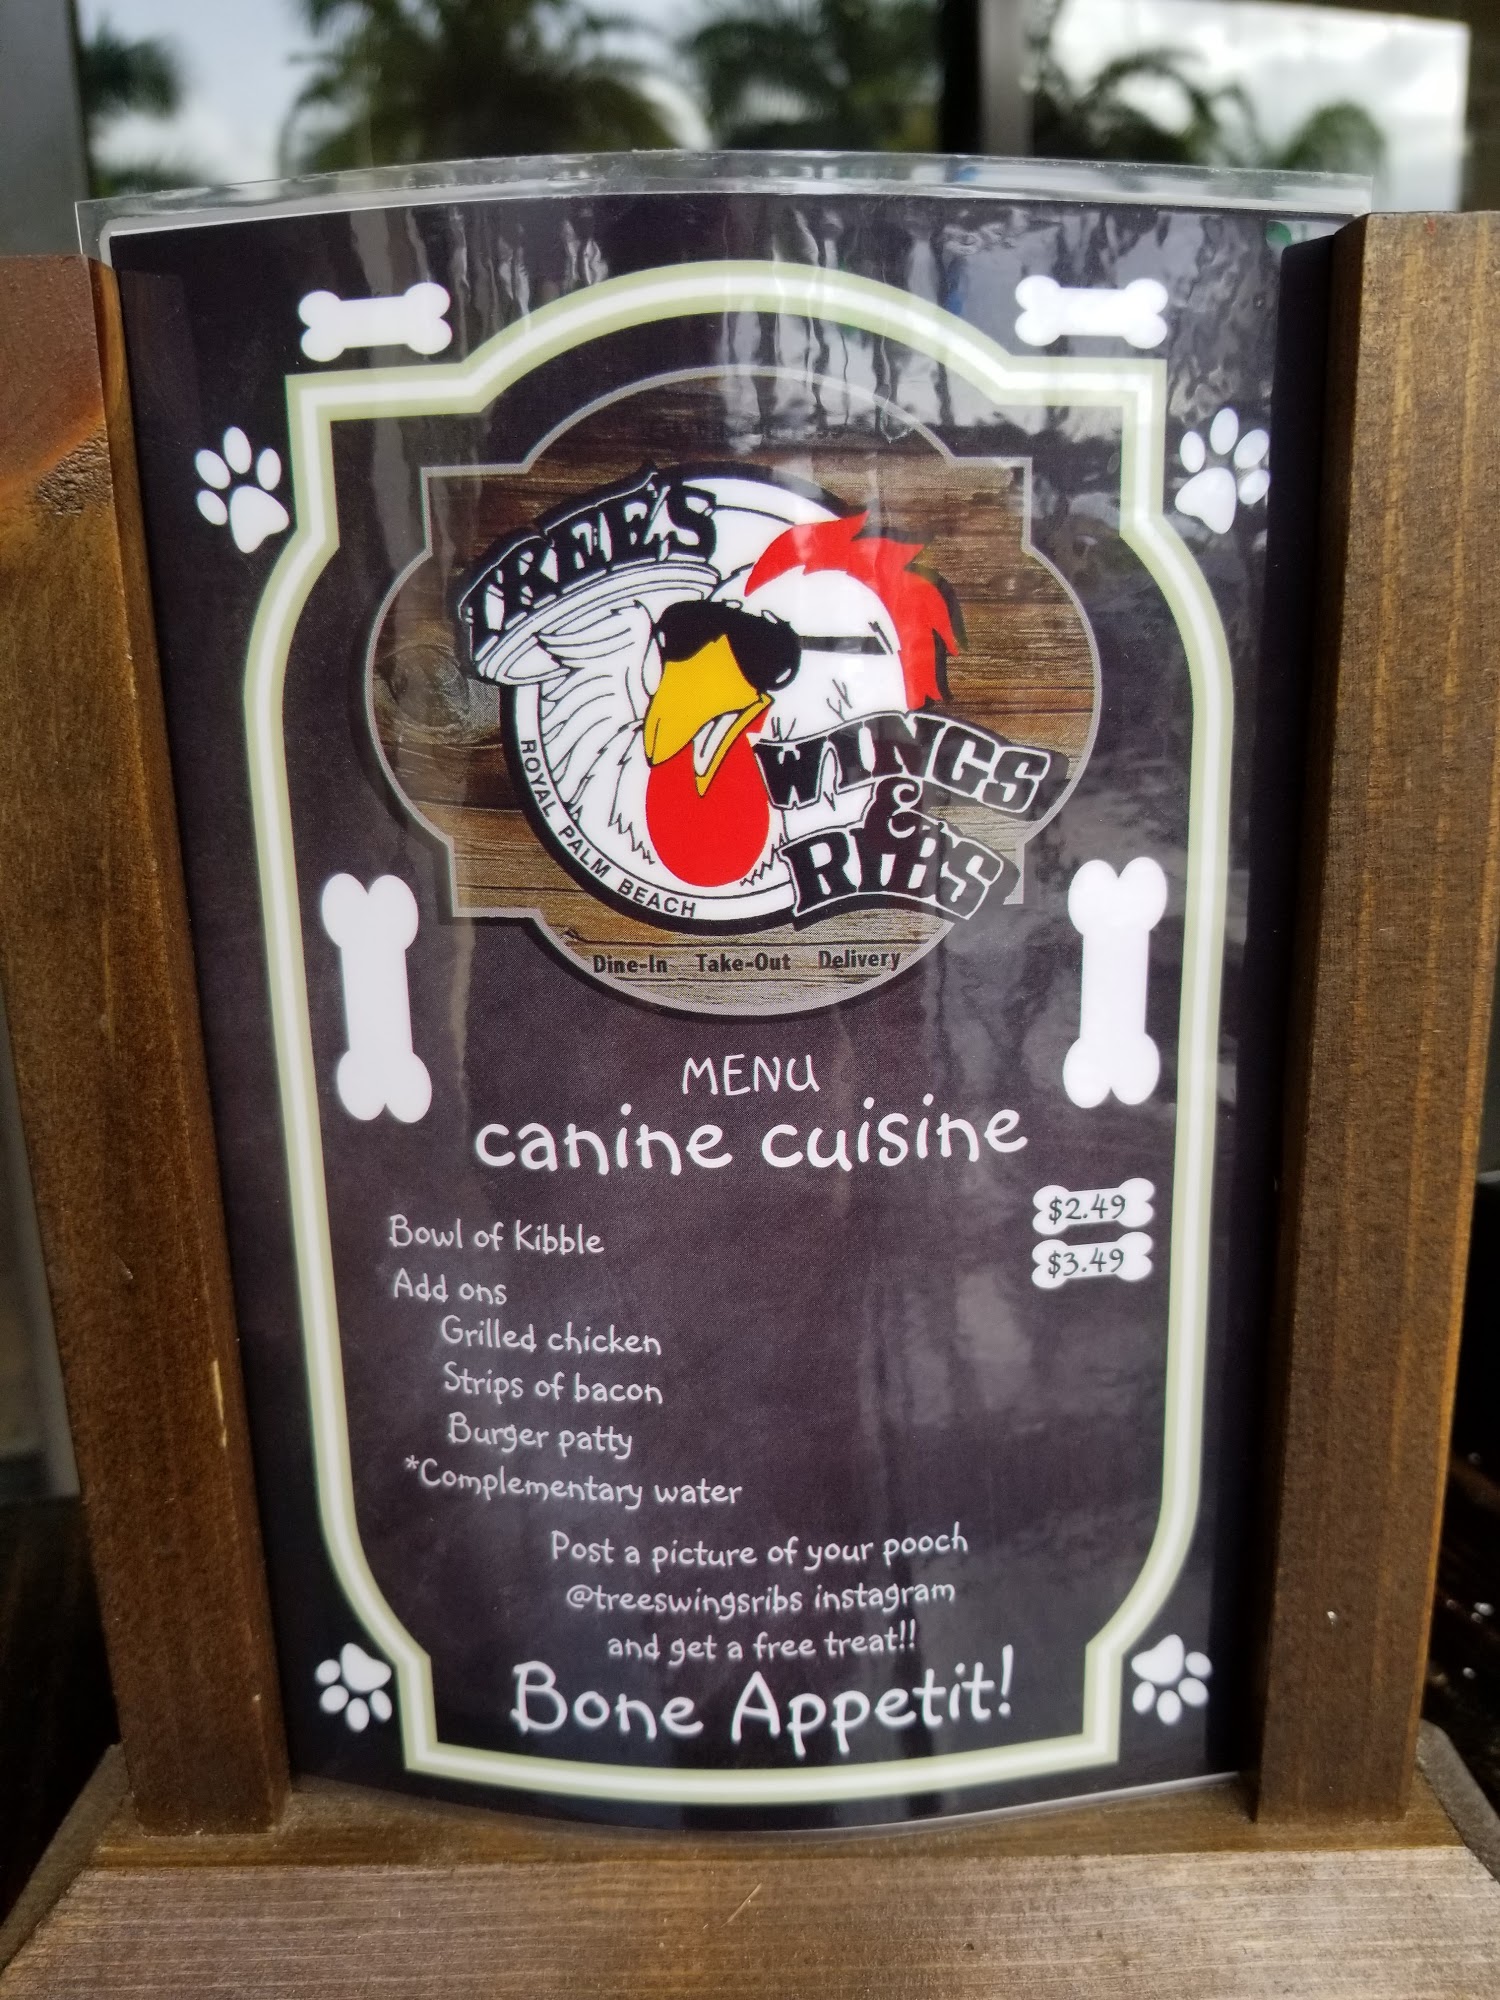 TREE'S
WINGS
&
RIBS
ROYAL PALM BEACH
Dine-In Take-Out Delivery
MENU
canine cuisine
Bowl of Kibble $2.49
Add ons $3.49
Grilled chicken
Strips of bacon
Burger patty
*Complementary water
Post a picture of your pooch
@treeswingsribs instagram
and get a free treat!!
Bone Appetit!